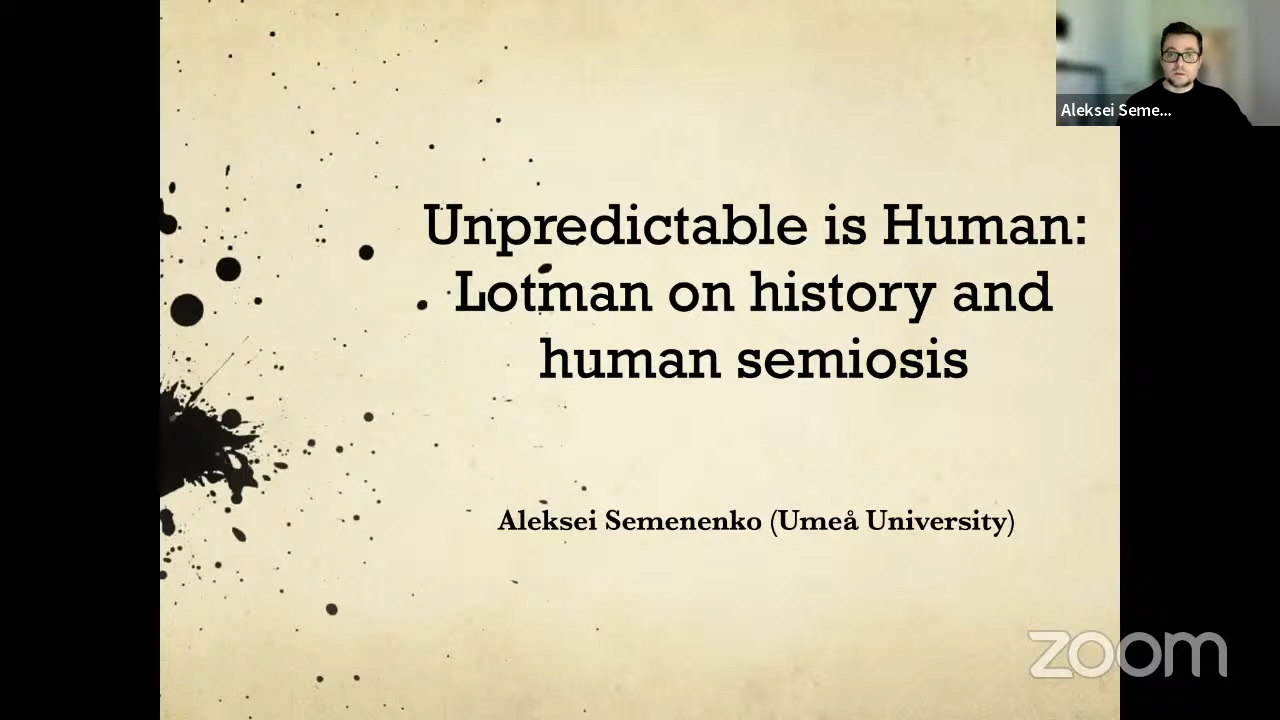 Aleksei Seme...
Unpredictable is Human:
Lotman on history and
human semiosis
Aleksei Semenenko (Umeå University)
zoom